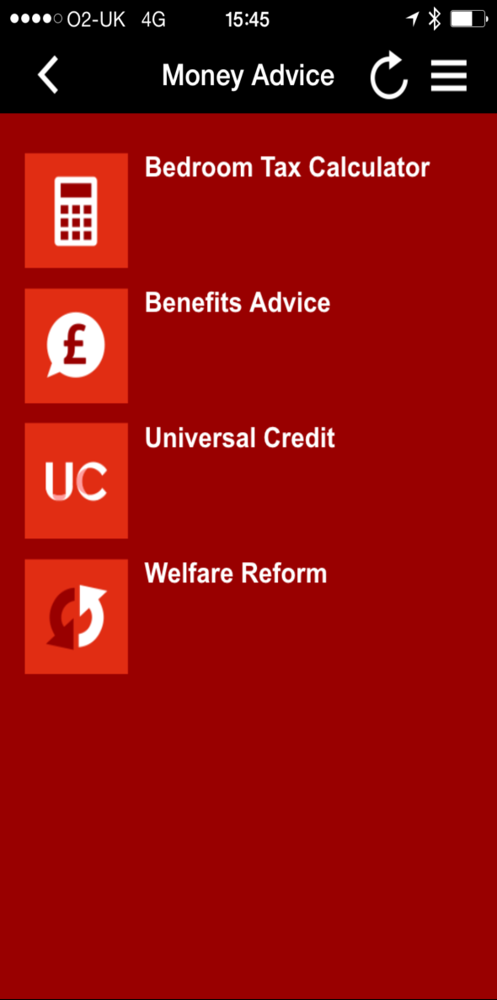 O2-UK 4G 15:45
Money Advice
Bedroom Tax Calculator
£
Benefits Advice
UC
Universal Credit
Welfare Reform